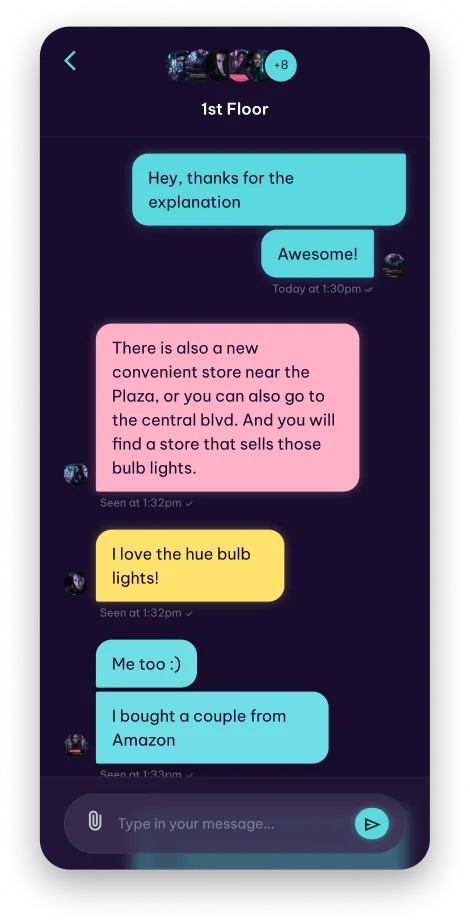 +8
1st Floor
Hey, thanks for the
explanation
Awesome!
Today at 1:30pm
There is also a new
convenient store near the
Plaza, or you can also go to
the central blvd. And you will
find a store that sells those
bulb lights.
Seen at 1:32pm
I love the hue bulb
lights!
Seen at 1:32pm
Me too :)
I bought a couple from
Amazon
Seen at 1:33pm
Type in your message...